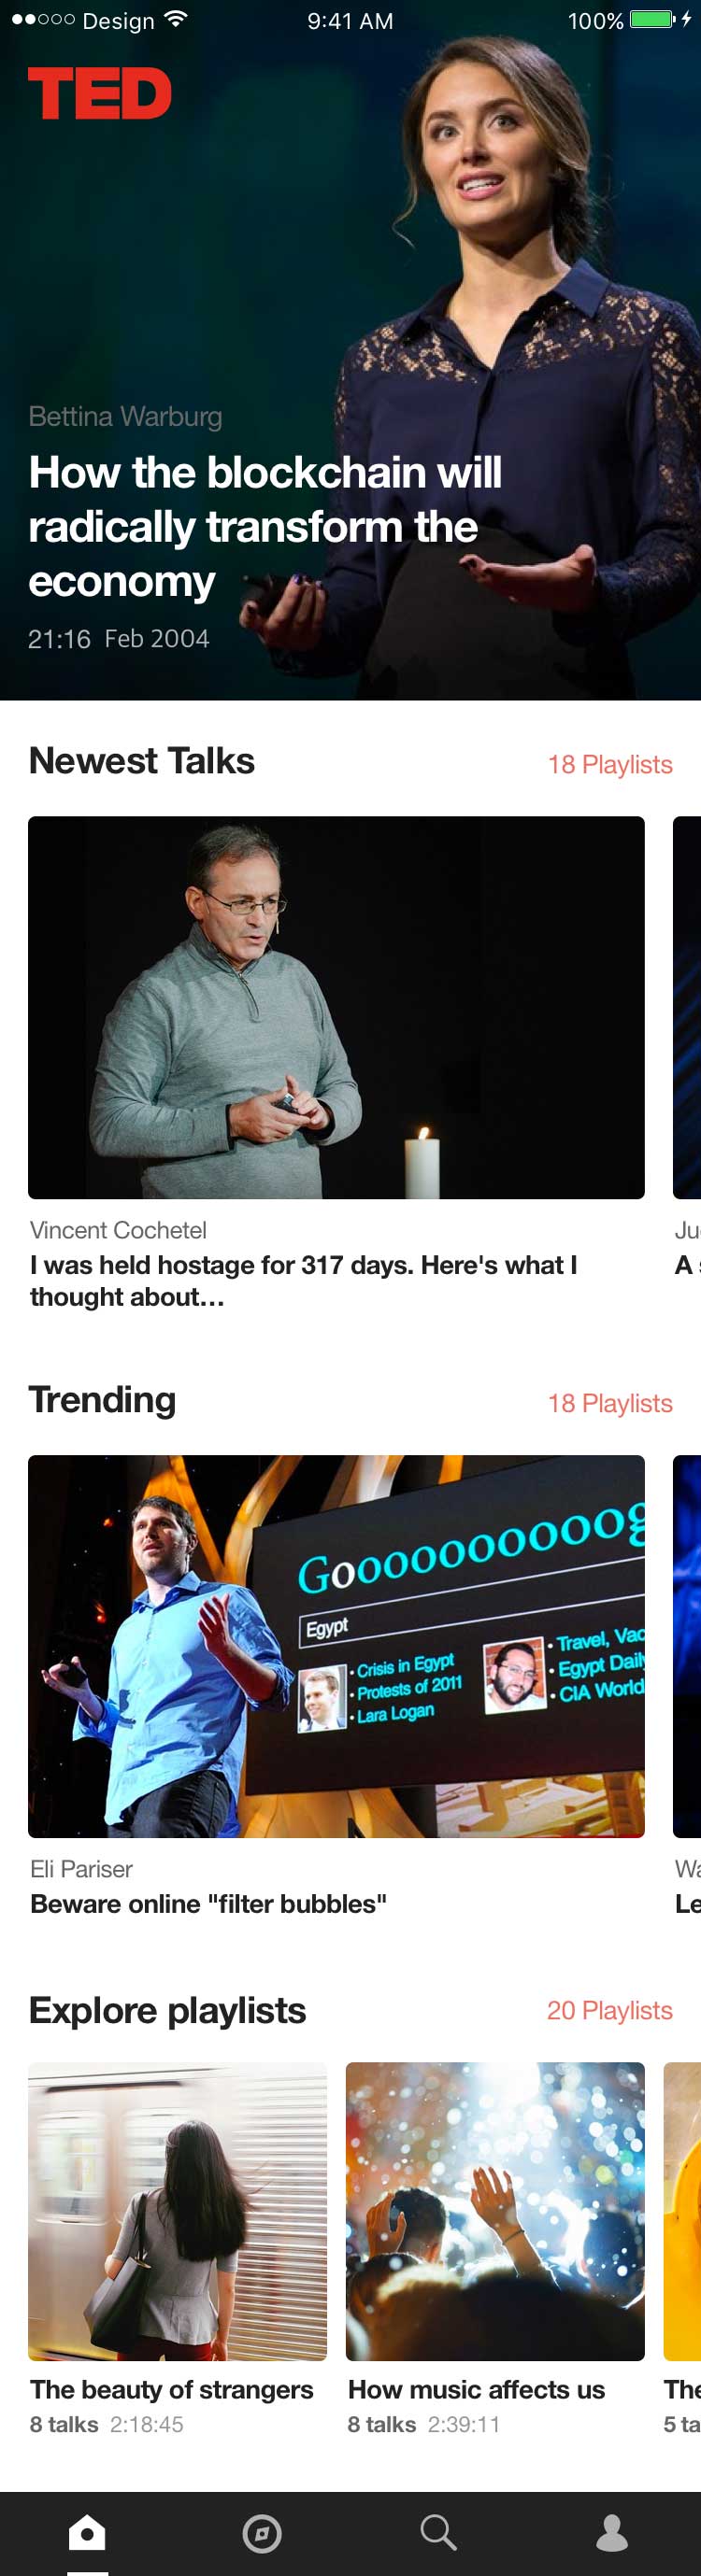 Design 9:41 AM 100%
TED
Bettina Warburg
How the blockchain will
radically transform the
economy
21:16 Feb 2004
Newest Talks 18 Playlists
Vincent Cochetel Ju
I was held hostage for 317 days. Here's what I A
thought about...
Trending 18 Playlists
Gooooooooog
Egypt
• Crisis in Egypt
• Protests of 2011
• Lara Logan
• Travel, Vac
• Egypt Daily
• CIA World
Eli Pariser Wa
Beware online "filter bubbles" Le
Explore playlists 20 Playlists
The beauty of strangers How music affects us The
8 talks 2:18:45 8 talks 2:39:11 5 ta